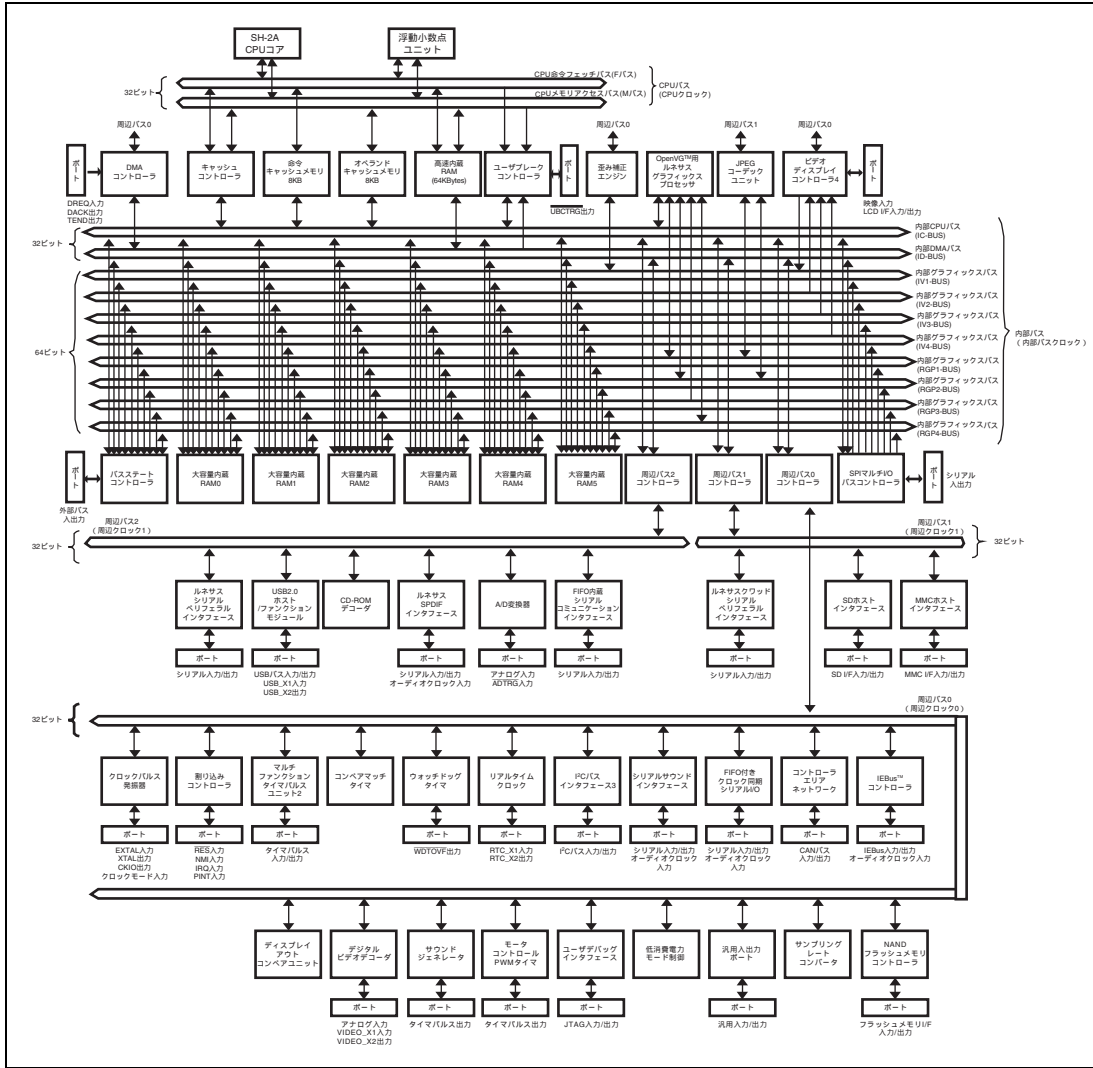 SH-2A
CPUコア
浮動小数点
ユニット
CPU命令フェッチバス(Fバス)
CPUメモリアクセスバス(Mバス)
CPUバス
(CPUクロック)
32ビット
周辺バス0
周辺バス0
周辺バス1
周辺バス0
ポート
DMA
コントローラ
キャッシュ
コントローラ
命令
キャッシュメモリ
8KB
オペランド
キャッシュメモリ
8KB
高速内蔵
RAM
(64KBytes)
ユーザブレーク
コントローラ
ポート
歪み補正
エンジン
OpenVG™用
ルネサス
グラフィックス
プロセッサ
JPEG
コーデック
ユニット
ビデオ
ディスプレイ
コントローラ4
ポート
DREQ入力
DACK出力
TEND出力
UBCTRG出力
映像入力
LCD I/F入力/出力
32ビット
内部CPUバス
(IC-BUS)
内部DMAバス
(ID-BUS)
内部グラフィックスバス
(IV1-BUS)
内部グラフィックスバス
(IV2-BUS)
内部グラフィックスバス
(IV3-BUS)
内部グラフィックスバス
(IV4-BUS)
内部グラフィックスバス
(RGP1-BUS)
内部グラフィックスバス
(RGP2-BUS)
内部グラフィックスバス
(RGP3-BUS)
内部グラフィックスバス
(RGP4-BUS)
64ビット
内部バス
(内部バスクロック)
ポート
バスステート
コントローラ
大容量内蔵
RAM0
大容量内蔵
RAM1
大容量内蔵
RAM2
大容量内蔵
RAM3
大容量内蔵
RAM4
大容量内蔵
RAM5
周辺バス2
コントローラ
周辺バス1
コントローラ
周辺バス0
コントローラ
SPIマルチI/O
バスコントローラ
ポート
シリアル
入出力
外部バス
入出力
周辺バス2
(周辺クロック1)
周辺バス1
(周辺クロック1)
32ビット
32ビット
ルネサス
シリアル
ペリフェラル
インタフェース
USB2.0
ホスト
/ファンクション
モジュール
CD-ROM
デコーダ
ルネサス
SPDIF
インタフェース
A/D変換器
FIFO内蔵
シリアル
コミュニケーション
インタフェース
ルネサスクワッド
シリアル
ペリフェラル
インタフェース
SDホスト
インタフェース
MMCホスト
インタフェース
ポート
ポート
ポート
ポート
ポート
ポート
ポート
ポート
シリアル入力/出力
USBバス入力/出力
USB_X1入力
USB_X2出力
シリアル入力/出力
オーディオクロック入力
アナログ入力
ADTRG入力
シリアル入力/出力
シリアル入力/出力
SD I/F入力/出力
MMC I/F入力/出力
32ビット
周辺バス0
(周辺クロック0)
クロックパルス
発振器
割り込み
コントローラ
マルチ
ファンクション
タイマパルス
ユニット2
コンペアマッチ
タイマ
ウォッチドッグ
タイマ
リアルタイム
クロック
I²Cバス
インタフェース3
シリアルサウンド
インタフェース
FIFO付き
クロック同期
シリアルI/O
コントローラ
エリア
ネットワーク
IEBus™
コントローラ
ポート
ポート
ポート
ポート
ポート
ポート
ポート
ポート
ポート
ポート
EXTAL入力
XTAL出力
CKIO出力
クロックモード入力
RES入力
NMI入力
IRQ入力
PINT入力
タイマパルス
入力/出力
WDTOVF出力
RTC_X1入力
RTC_X2出力
I²Cバス入力/出力
シリアル入力/出力
オーディオクロック
入力
シリアル入力/出力
オーディオクロック
入力
CANバス
入力/出力
IEBus入力/出力
オーディオクロック入力
ディスプレイ
アウト
コンペアユニット
デジタル
ビデオデコーダ
サウンド
ジェネレータ
モータ
コントロール
PWMタイマ
ユーザデバッグ
インタフェース
低消費電力
モード制御
汎用入出力
ポート
サンプリング
レート
コンバータ
NAND
フラッシュメモリ
コントローラ
ポート
ポート
ポート
ポート
ポート
ポート
アナログ入力
VIDEO_X1入力
VIDEO_X2出力
タイマパルス出力
タイマパルス出力
JTAG入力/出力
汎用入力/出力
フラッシュメモリI/F
入力/出力